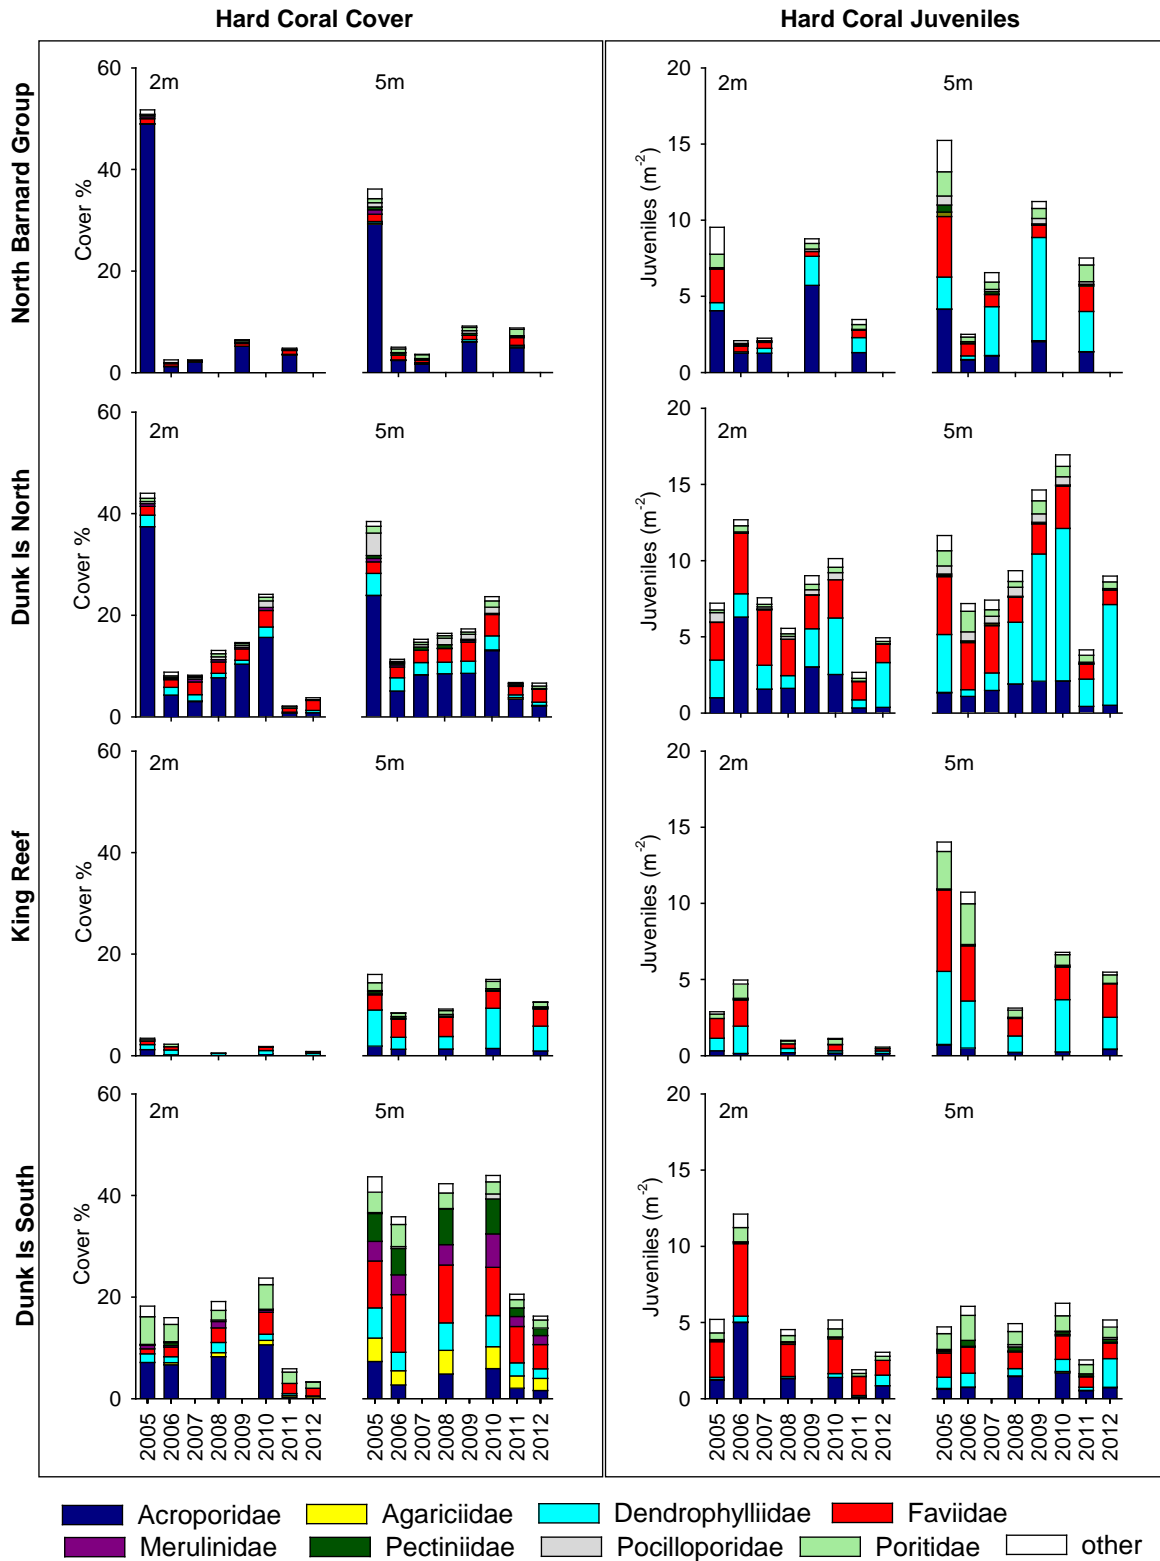 Hard Coral Cover
Hard Coral Juveniles
North Barnard Group
Cover %
60
40
20
0
2m
5m
Juveniles (m-2)
20
15
10
5
0
2m
5m
Dunk Is North
Cover %
60
40
20
0
2m
5m
Juveniles (m-2)
20
15
10
5
0
2m
5m
King Reef
Cover %
60
40
20
0
2m
5m
Juveniles (m-2)
20
15
10
5
0
2m
5m
Dunk Is South
Cover %
60
40
20
0
2m
5m
Juveniles (m-2)
20
15
10
5
0
2m
5m
2005 2006 2007 2008 2009 2010 2011 2012
2005 2006 2007 2008 2009 2010 2011 2012
2005 2006 2007 2008 2009 2010 2011 2012
2005 2006 2007 2008 2009 2010 2011 2012
Acroporidae Agariciidae Dendrophylliidae Faviidae
Merulinidae Pectiniidae Pocilloporidae Poritidae other